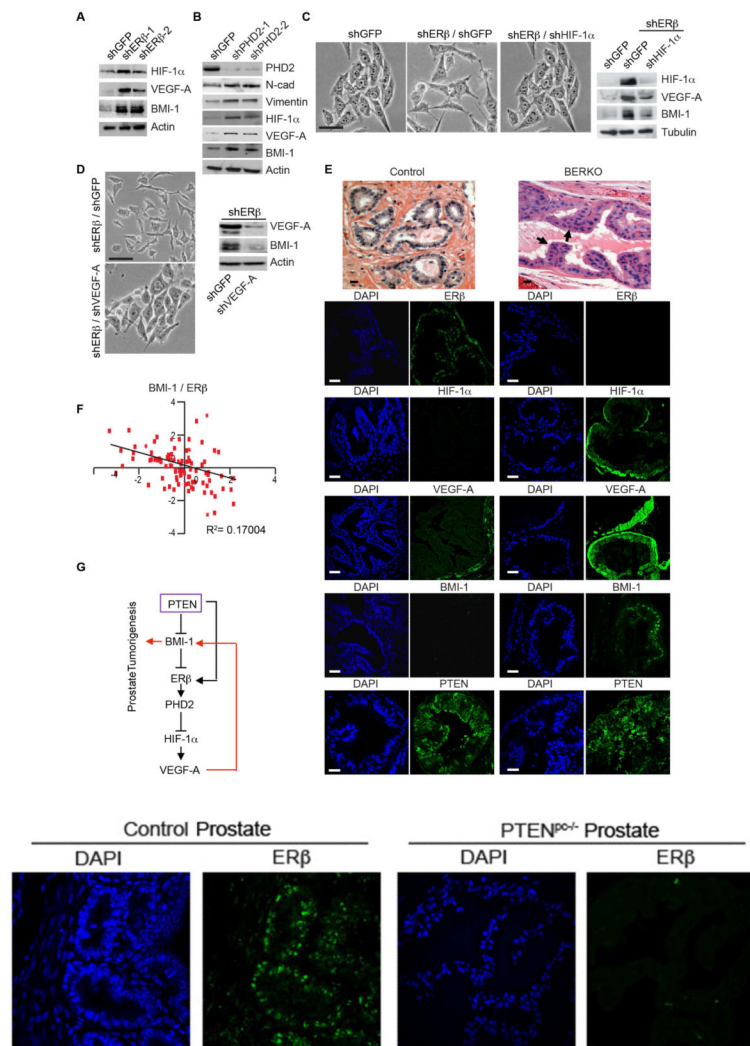 A
shGFP
shERβ-1
shERβ-2
HIF-1α
VEGF-A
BMI-1
Actin
B
shGFP
shPHD2-1
shPHD2-2
PHD2
N-cad
Vimentin
HIF-1α
VEGF-A
BMI-1
Actin
C
shGFP
shERβ / shGFP
shERβ / shHIF-1α
shERβ
shGFP
shGFP
shHIF-1α
HIF-1α
VEGF-A
BMI-1
Tubulin
D
shERβ / shGFP
shERβ / shVEGF-A
shERβ
VEGF-A
BMI-1
Actin
shGFP
shVEGF-A
E
Control
BERKO
DAPI
ERβ
DAPI
ERβ
DAPI
HIF-1α
DAPI
HIF-1α
DAPI
VEGF-A
DAPI
VEGF-A
DAPI
BMI-1
DAPI
BMI-1
DAPI
PTEN
DAPI
PTEN
F
BMI-1 / ERβ
4
2
-4
-2
0
2
4
-2
-4
R²= 0.17004
G
ProstateTumorigenesis
PTEN
BMI-1
ERβ
PHD2
HIF-1α
VEGF-A
Control Prostate
PTENpc-/- Prostate
DAPI
ERβ
DAPI
ERβ